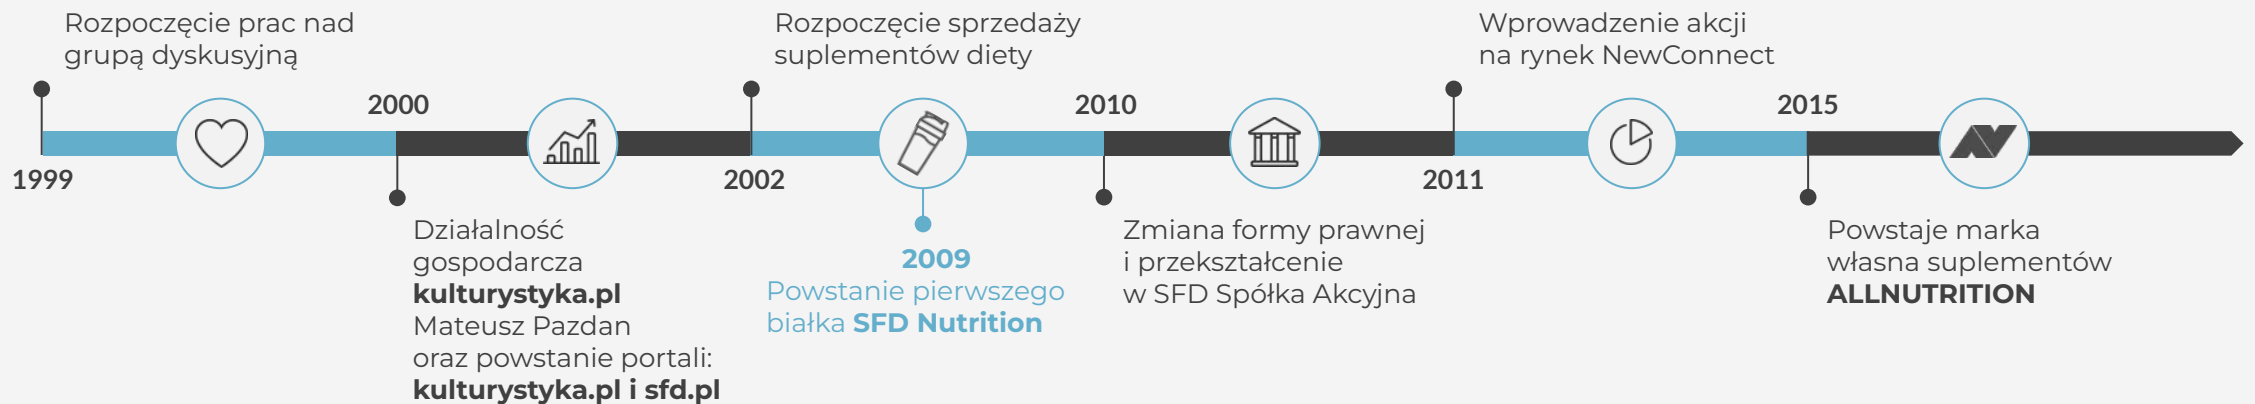 Rozpoczęcie prac nad
grupą dyskusyjną
1999
2000
Działalność
gospodarcza
kulturystyka.pl
Mateusz Pazdan
oraz powstanie portali:
kulturystyka.pl i sfd.pl
Rozpoczęcie sprzedaży
suplementów diety
2002
2009
Powstanie pierwszego
białka SFD Nutrition
2010
Zmiana formy prawnej
i przekształcenie
w SFD Spółka Akcyjna
Wprowadzenie akcji
na rynek NewConnect
2011
2015
Powstaje marka
własna suplementów
ALLNUTRITION